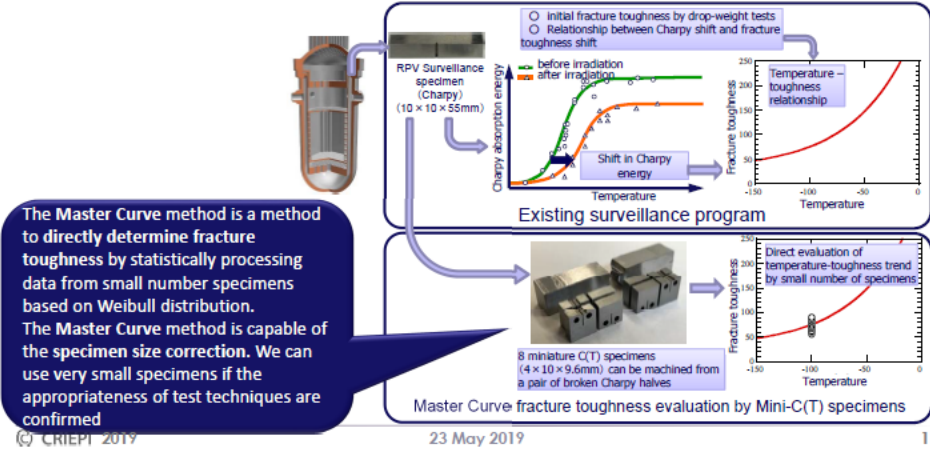 ○ initial fracture toughness by drop-weight tests
○ Relationship between Charpy shift and fracture
toughness shift
RPV Surveillance
specimen
(Charpy)
(10×10×55mm)
before irradiation
after irradiation
Charpy absorption energy
Shift in Charpy
energy
Temperature
Existing surveillance program
Fracture toughness
250
200
150
100
50
0
-150
-100
-50
0
Temperature –
toughness
relationship
Temperature
The Master Curve method is a method
to directly determine fracture
toughness by statistically processing
data from small number specimens
based on Weibull distribution.
The Master Curve method is capable of
the specimen size correction. We can
use very small specimens if the
appropriateness of test techniques are
confirmed
8 miniature C(T) specimens
(4×10×9.6mm) can be machined from
a pair of broken Charpy halves
Fracture toughness
250
200
150
100
50
0
-150
-100
-50
0
Direct evaluation of
temperature-toughness trend
by small number of specimens
Temperature
Master Curve fracture toughness evaluation by Mini-C(T) specimens
© CRIEPI 2019
23 May 2019
1